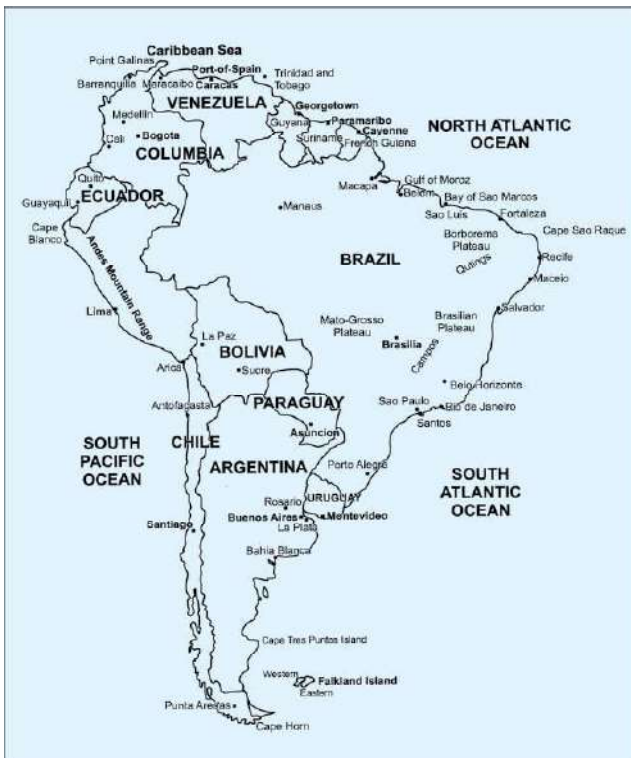 Caribbean Sea
Point Galinas
Port-of-Spain
Trinidad and
Tobago
Barranquilla
Maracaibo
Caracas
VENEZUELA
Georgetown
Medellin
Guyana
Paramaribo
Suriname
Cayenne
French Guiana
NORTH ATLANTIC
OCEAN
Cali
Bogota
COLUMBIA
Quito
ECUADOR
Macapa
Gulf of Moroz
Belem
Bay of Sao Marcos
Guayaquil
Manaus
Sao Luis
Fortaleza
Cape
Blanco
Borborema
Plateau
Cape Sao Raque
Andes Mountain Range
BRAZIL
Qutings
Recife
Maceio
Lima
Mato-Grosso
Plateau
Brasilian
Plateau
Salvador
La Paz
BOLIVIA
Brasilia
Campos
Arica
Sucre
Belo Horizonte
Antofagasta
PARAGUAY
Sao Paulo
Rio de Janeiro
Santos
Asuncion
SOUTH
PACIFIC
OCEAN
CHILE
ARGENTINA
Porto Alegre
SOUTH
ATLANTIC
OCEAN
Rosario
URUGUAY
Santiago
Buenos Aires
Montevideo
La Plata
Bahia Blanca
Cape Tres Puntos Island
Western
Falkland Island
Eastern
Punta Arenas
Cape Horn